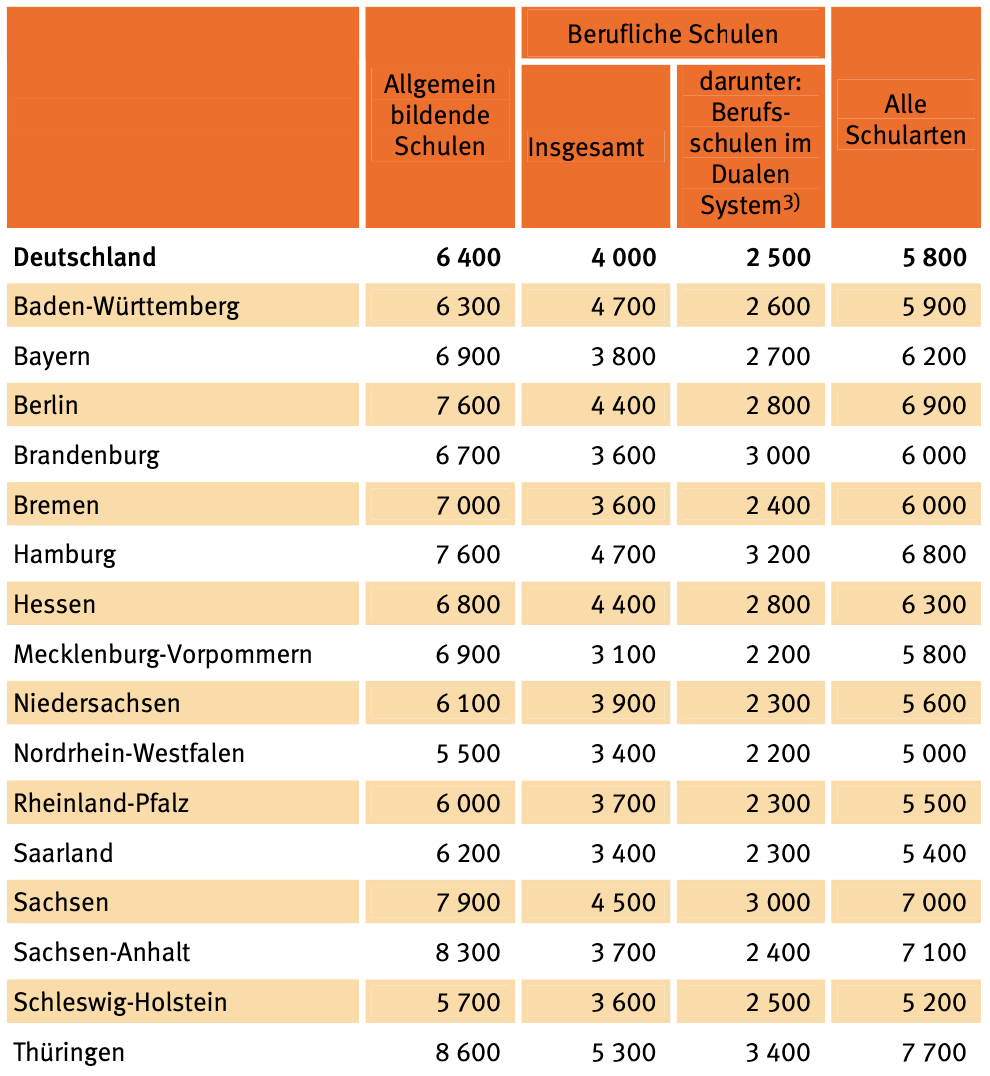 Berufliche Schulen
Allgemein
bildende
Schulen
Insgesamt
darunter:
Berufs-
schulen im
Dualen
System3)
Alle
Schularten
Deutschland 6 400 4 000 2 500 5 800
Baden-Württemberg 6 300 4 700 2 600 5 900
Bayern 6 900 3 800 2 700 6 200
Berlin 7 600 4 400 2 800 6 900
Brandenburg 6 700 3 600 3 000 6 000
Bremen 7 000 3 600 2 400 6 000
Hamburg 7 600 4 700 3 200 6 800
Hessen 6 800 4 400 2 800 6 300
Mecklenburg-Vorpommern 6 900 3 100 2 200 5 800
Niedersachsen 6 100 3 900 2 300 5 600
Nordrhein-Westfalen 5 500 3 400 2 200 5 000
Rheinland-Pfalz 6 000 3 700 2 300 5 500
Saarland 6 200 3 400 2 300 5 400
Sachsen 7 900 4 500 3 000 7 000
Sachsen-Anhalt 8 300 3 700 2 400 7 100
Schleswig-Holstein 5 700 3 600 2 500 5 200
Thüringen 8 600 5 300 3 400 7 700